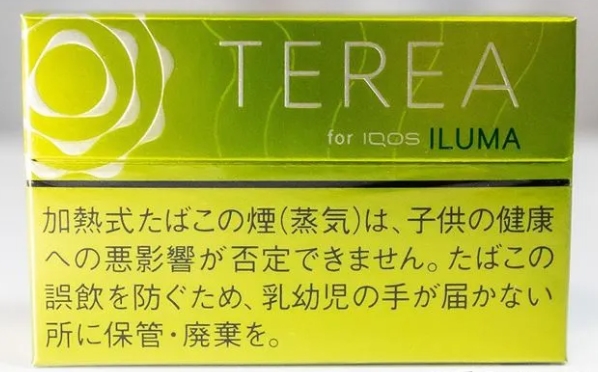 TEREA
for IQOS ILUMA
加熱式たばこの煙(蒸気)は、子供の健康
への悪影響が否定できません。たばこの
誤飲を防ぐため、乳幼児の手が届かない
所に保管・廃棄を。